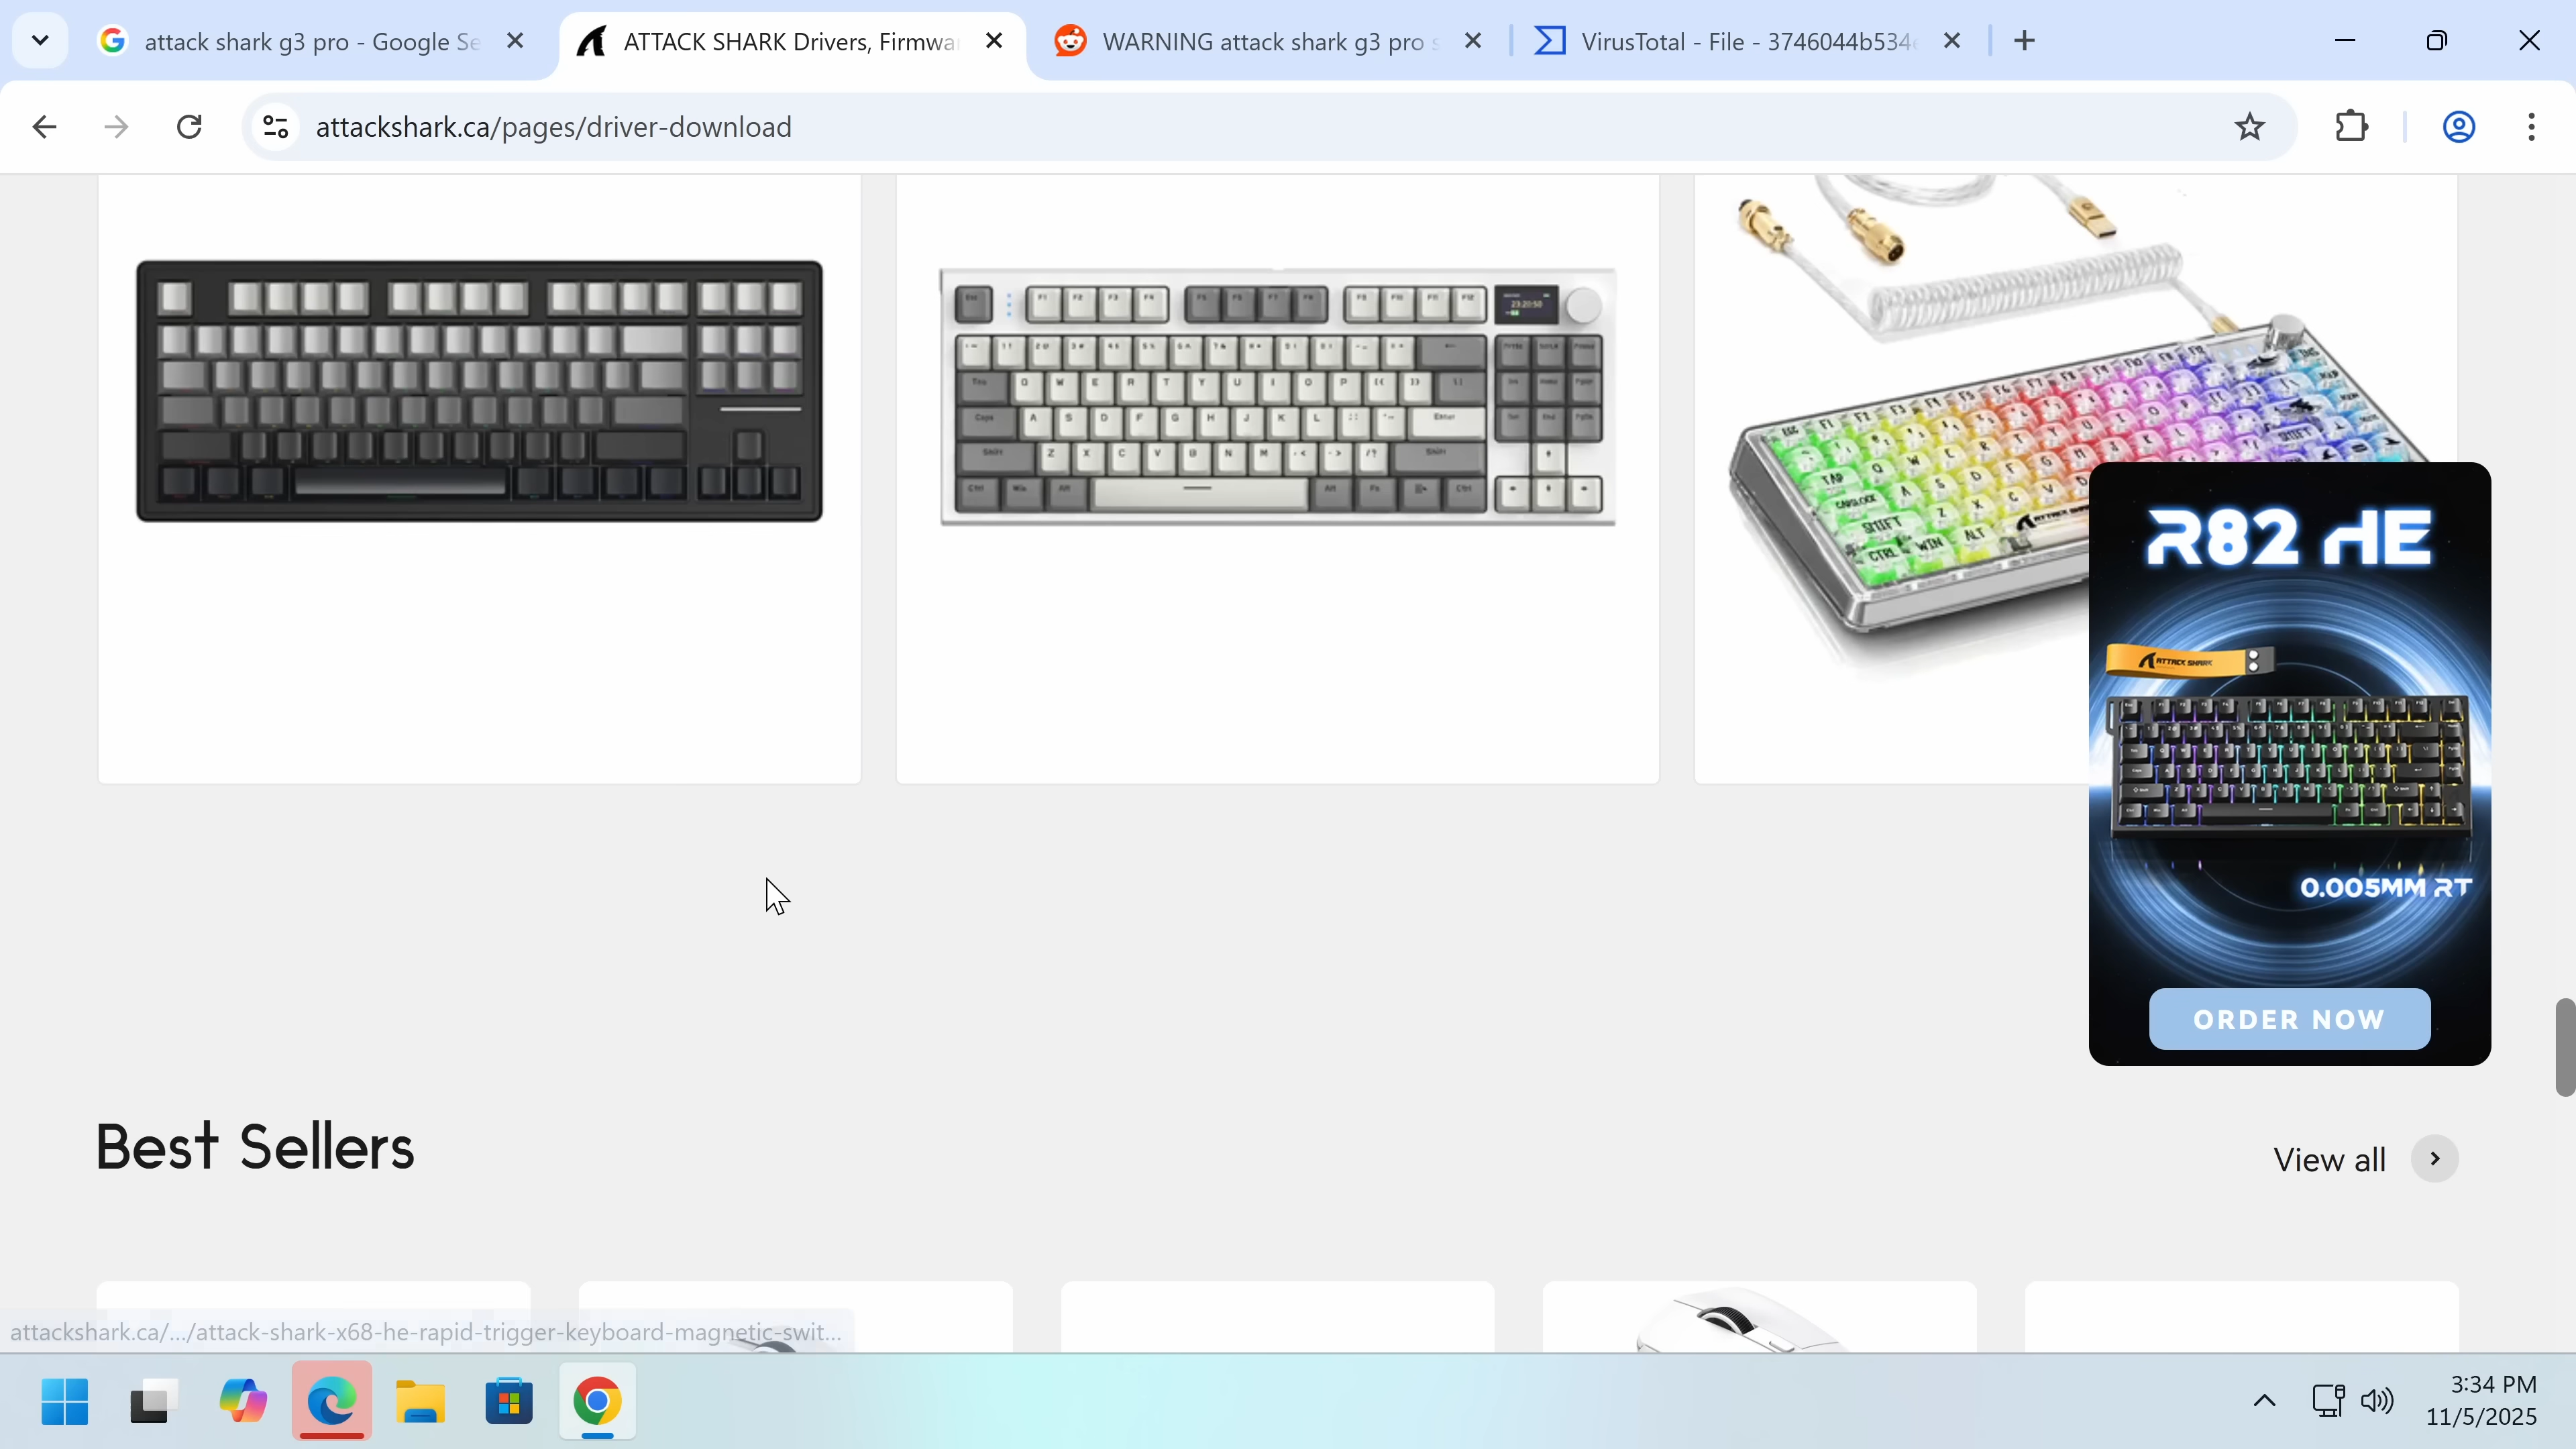 attack shark g3 pro - Google Se
ATTACK SHARK Drivers, Firmwa
WARNING attack shark g3 pro s
VirusTotal - File - 3746044b534
attackshark.ca/pages/driver-download
R82 HE
ATTACK SHARK
0.005MM RT
ORDER NOW
Best Sellers
View all
attackshark.ca/.../attack-shark-x68-he-rapid-trigger-keyboard-magnetic-swit...
3:34 PM
11/5/2025